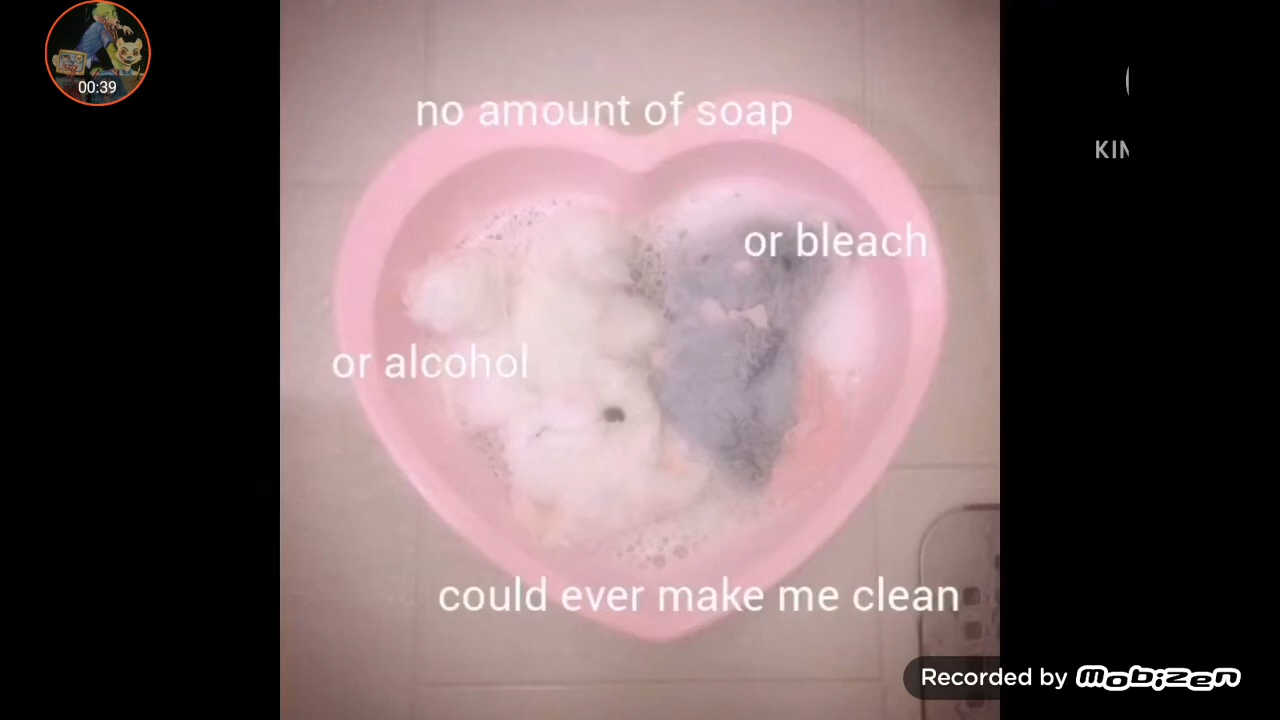 00:39
no amount of soap
or bleach
or alcohol
could ever make me clean
Recorded by mobizen